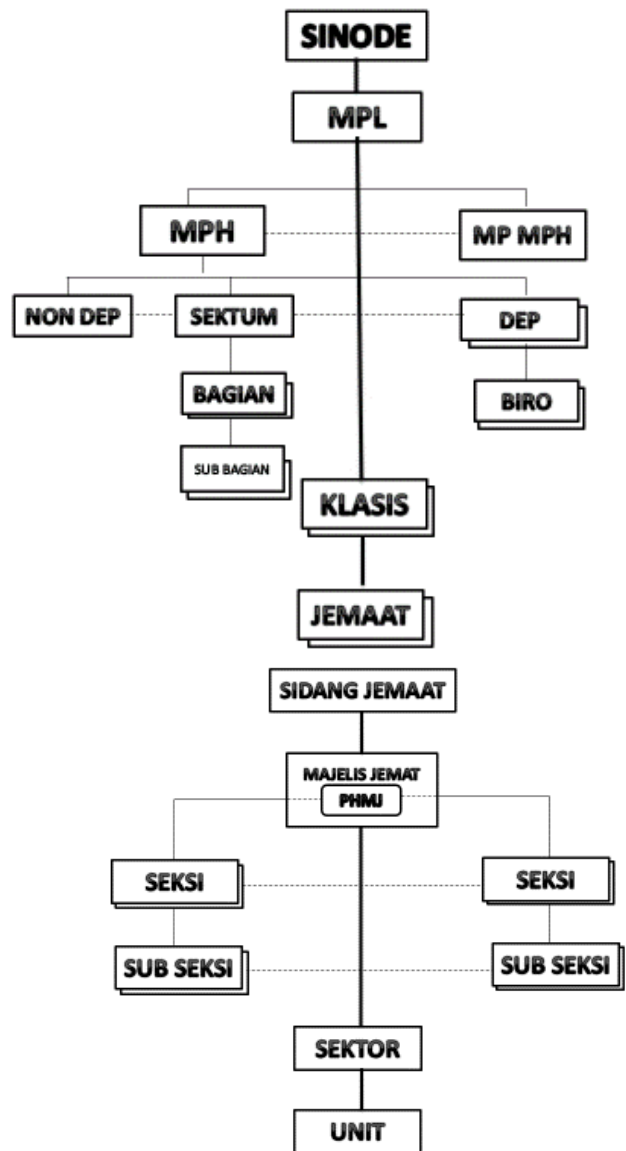 SINODE
MPL
MPH
MP MPH
NON DEP
SEKTUM
DEP
BAGIAN
BIRO
SUB BAGIAN
KLASIS
JEMAAT
SIDANG JEMAAT
MAJELIS JEMAT
PHMJ
SEKSI
SEKSI
SUB SEKSI
SUB SEKSI
SEKTOR
UNIT